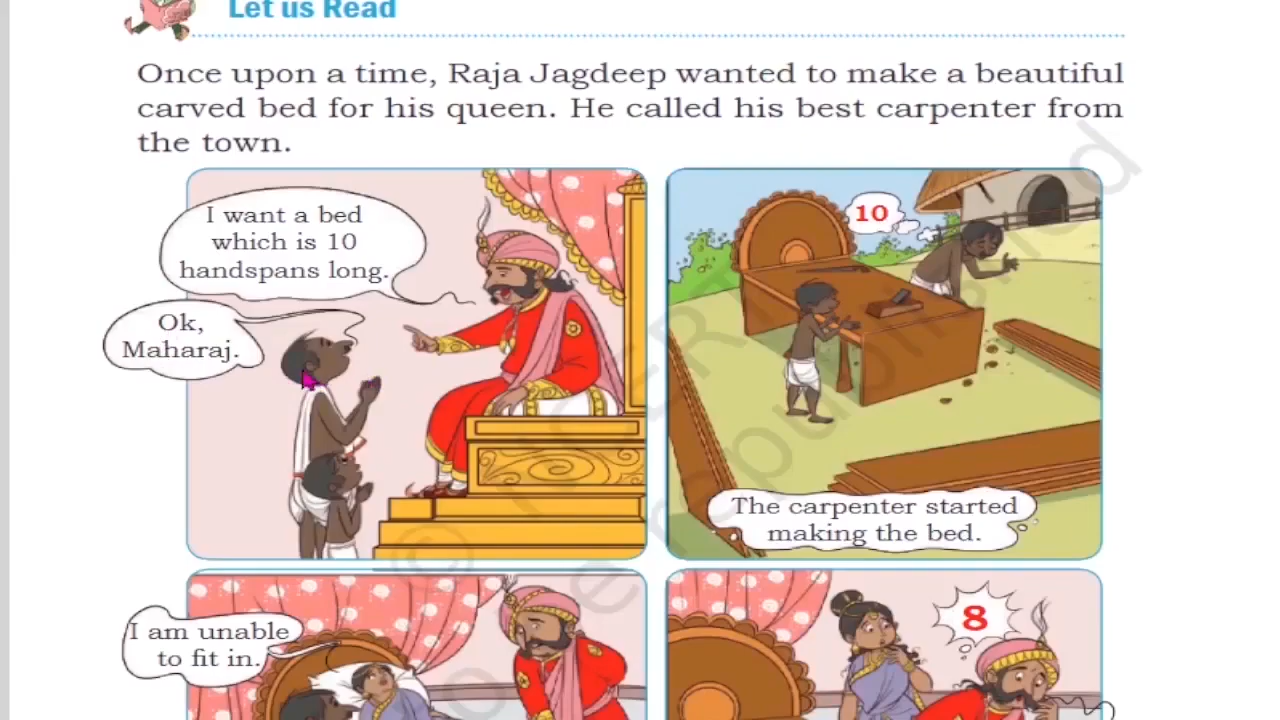 Let us Read
Once upon a time, Raja Jagdeep wanted to make a beautiful
carved bed for his queen. He called his best carpenter from
the town.
I want a bed
which is 10
handspans long.
Ok,
Maharaj.
10
The carpenter started
making the bed.
I am unable
to fit in.
8